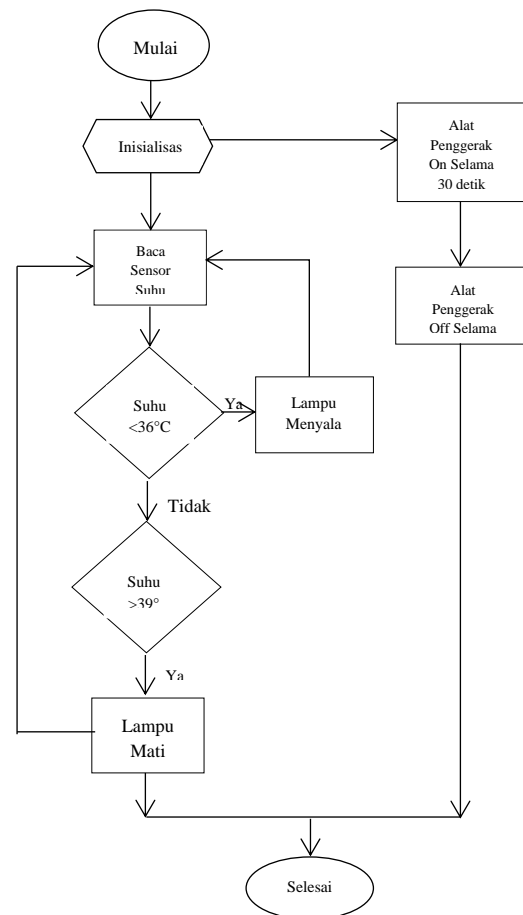 Mulai
Inisialisas
Alat
Penggerak
On Selama
30 detik
Baca
Sensor
Suhu
Alat
Penggerak
Off Selama
Suhu
<36°C
Ya
Lampu
Menyala
Tidak
Suhu
>39°
Ya
Lampu
Mati
Selesai